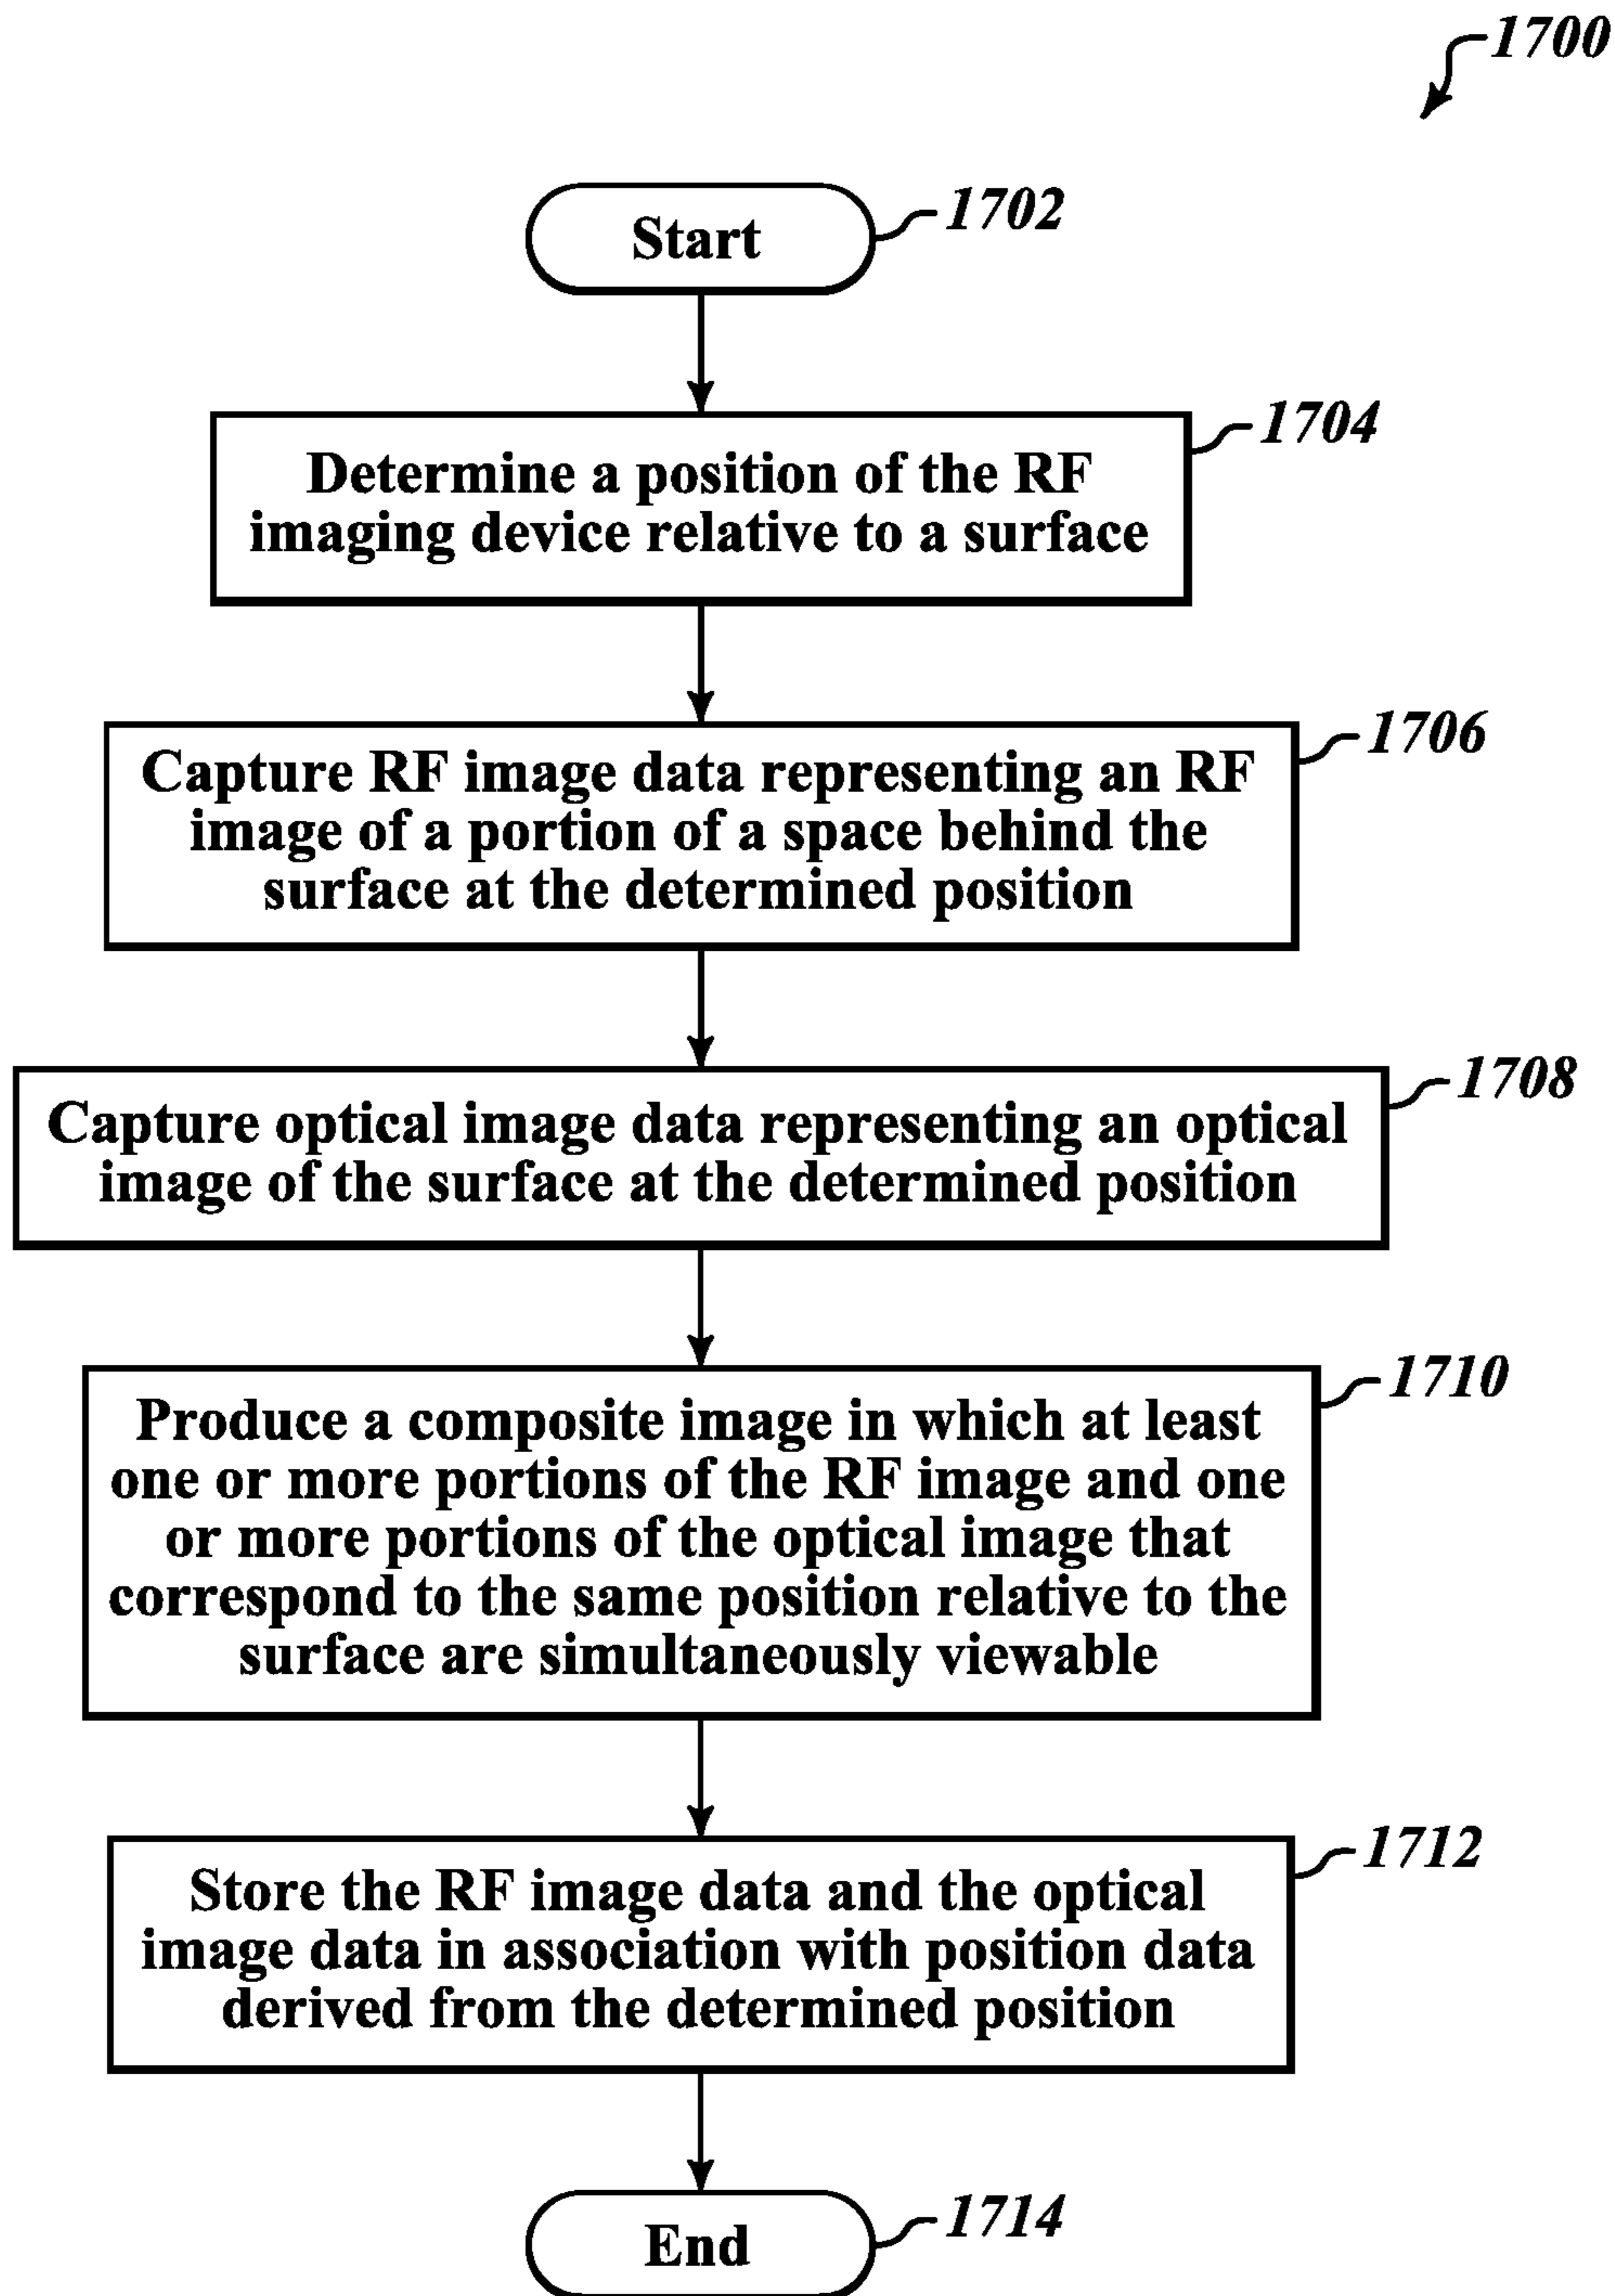 1700
Start
1702
Determine a position of the RF
imaging device relative to a surface
1704
Capture RF image data representing an RF
image of a portion of a space behind the
surface at the determined position
1706
Capture optical image data representing an optical
image of the surface at the determined position
1708
Produce a composite image in which at least
one or more portions of the RF image and one
or more portions of the optical image that
correspond to the same position relative to the
surface are simultaneously viewable
1710
Store the RF image data and the optical
image data in association with position data
derived from the determined position
1712
End
1714